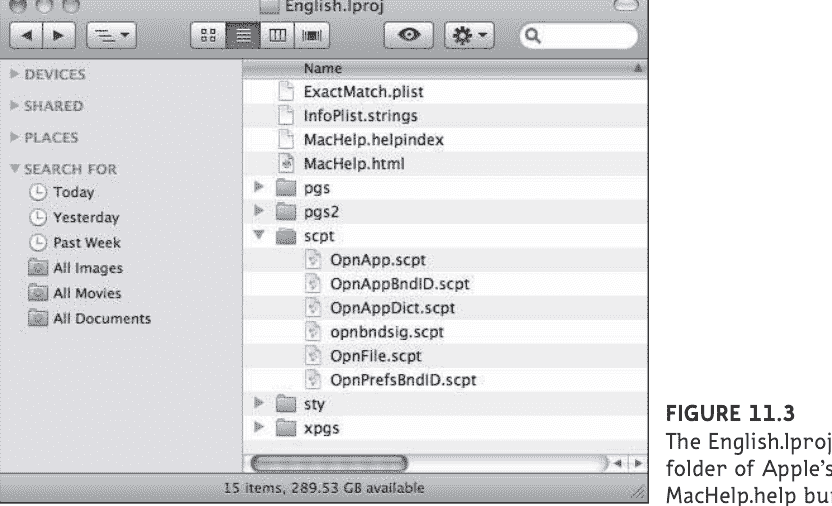 English.lproj
Name
DEVICES
SHARED
PLACES
SEARCH FOR
Today
Yesterday
Past Week
All Images
All Movies
All Documents
ExactMatch.plist
InfoPlist.strings
MacHelp.helpindex
MacHelp.html
pgs
pgs2
scpt
OpnApp.scpt
OpnAppBndID.scpt
OpnAppDict.scpt
opnbndsig.scpt
OpnFile.scpt
OpnPrefsBndID.scpt
sty
xpgs
15 items, 289.53 GB available
FIGURE 11.3
The English.lproj
folder of Apple's
MacHelp.help